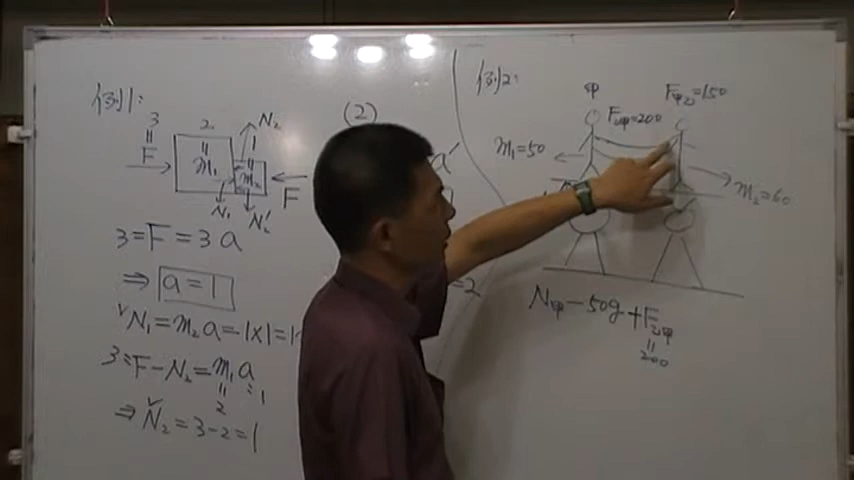 例1:
3
=
F
2
m₁
1
=
m₂
N₂
F
N₁
N₂'
3=F=3a
⇒ a=1
N₁=m₂a=1×1=1
3=F-N₂=m₁a
=
2
=1
⇒ N₂=3-2=1
(2)
a'
=2
例2:
甲
F乙甲=200
F甲乙=150
m₁=50
m₂=60
N甲-50g+F乙甲
=
200